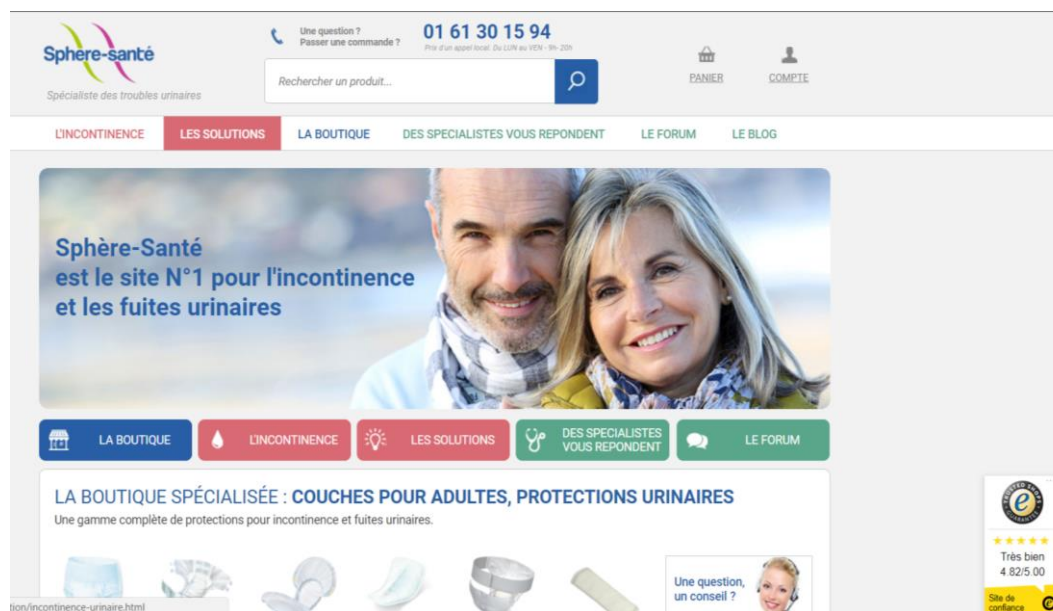 Sphere-santé
Spécialiste des troubles urinaires
Une question ?
Passer une commande ?
01 61 30 15 94
Prix d'un appel local. Du LUN au VEN - 9h- 20h
Rechercher un produit...
PANIER
COMPTE
L'INCONTINENCE
LES SOLUTIONS
LA BOUTIQUE
DES SPECIALISTES VOUS REPONDENT
LE FORUM
LE BLOG
Sphère-Santé
est le site N°1 pour l'incontinence
et les fuites urinaires
LA BOUTIQUE
L'INCONTINENCE
LES SOLUTIONS
DES SPECIALISTES
VOUS REPONDENT
LE FORUM
LA BOUTIQUE SPÉCIALISÉE : COUCHES POUR ADULTES, PROTECTIONS URINAIRES
Une gamme complète de protections pour incontinence et fuites urinaires.
Une question,
un conseil ?
TRUSTED SHOPS
GUARANTEE
e
Très bien
4.82/5.00
Site de
confiance
tion/incontinence-urinaire.html